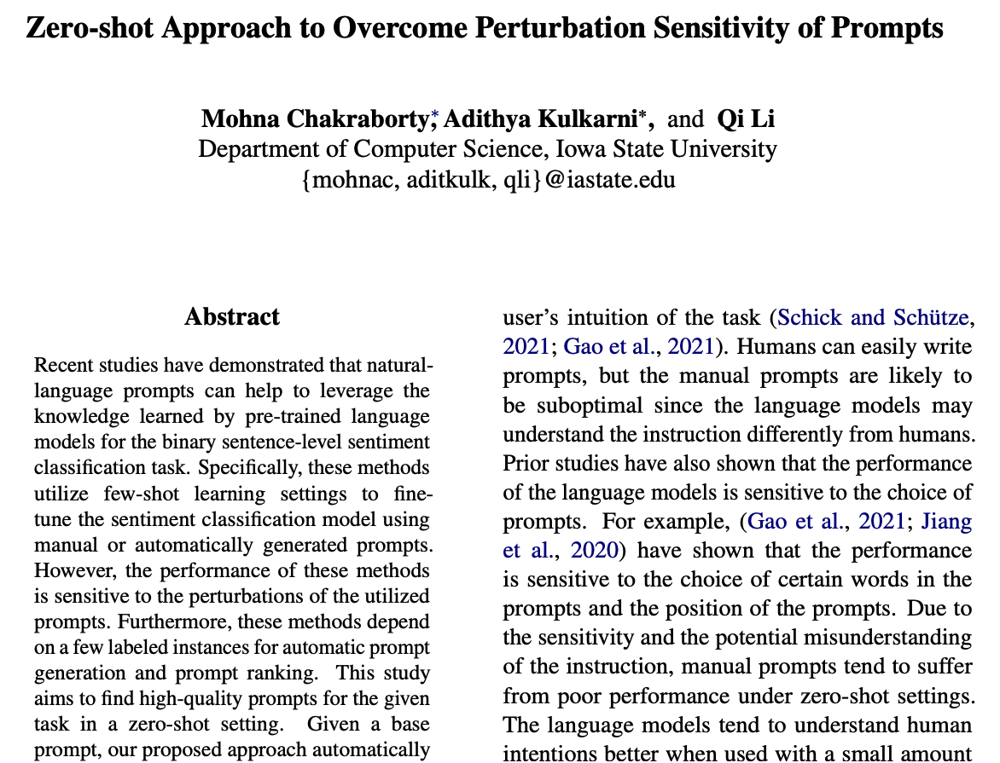 Zero-shot Approach to Overcome Perturbation Sensitivity of Prompts
Mohna Chakraborty*, Adithya Kulkarni*, and Qi Li
Department of Computer Science, Iowa State University
{mohnac, aditkulk, qli}@iastate.edu
Abstract
Recent studies have demonstrated that natural-
language prompts can help to leverage the
knowledge learned by pre-trained language
models for the binary sentence-level sentiment
classification task. Specifically, these methods
utilize few-shot learning settings to fine-
tune the sentiment classification model using
manual or automatically generated prompts.
However, the performance of these methods
is sensitive to the perturbations of the utilized
prompts. Furthermore, these methods depend
on a few labeled instances for automatic prompt
generation and prompt ranking. This study
aims to find high-quality prompts for the given
task in a zero-shot setting. Given a base
prompt, our proposed approach automatically
user's intuition of the task (Schick and Schütze,
2021; Gao et al., 2021). Humans can easily write
prompts, but the manual prompts are likely to
be suboptimal since the language models may
understand the instruction differently from humans.
Prior studies have also shown that the performance
of the language models is sensitive to the choice of
prompts. For example, (Gao et al., 2021; Jiang
et al., 2020) have shown that the performance
is sensitive to the choice of certain words in the
prompts and the position of the prompts. Due to
the sensitivity and the potential misunderstanding
of the instruction, manual prompts tend to suffer
from poor performance under zero-shot settings.
The language models tend to understand human
intentions better when used with a small amount